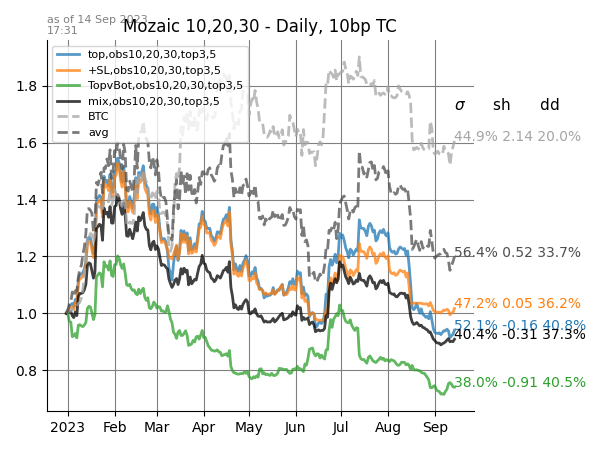 as of 14 Sep 2023
17:31
Mozaic 10,20,30 - Daily, 10bp TC
top,obs10,20,30,top3,5
+SL,obs10,20,30,top3,5
TopvBot,obs10,20,30,top3,5
mix,obs10,20,30,top3,5
BTC
avg
σ sh dd
44.9% 2.14 20.0%
56.4% 0.52 33.7%
47.2% 0.05 36.2%
52.1% -0.16 40.8%
40.4% -0.31 37.3%
38.0% -0.91 40.5%
1.8
1.6
1.4
1.2
1.0
0.8
2023 Feb Mar Apr May Jun Jul Aug Sep